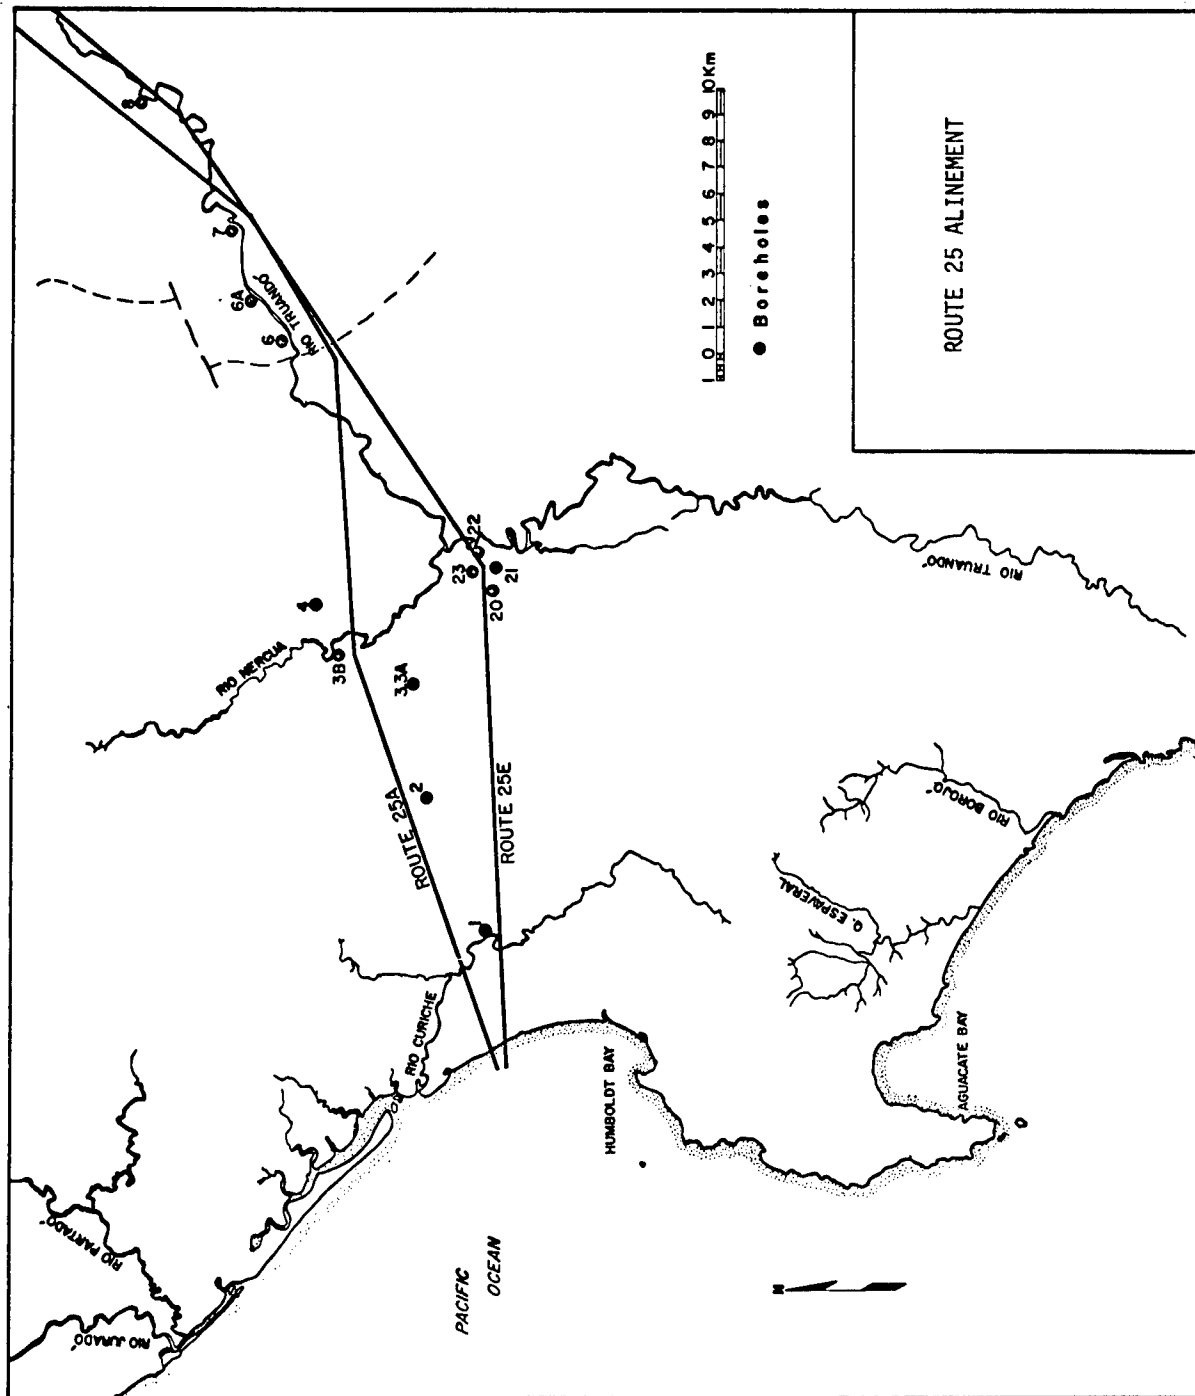 8
7
6A
6
RIO TRUANDO
1 0 1 2 3 4 5 6 7 8 9 10Km
Boreholes
ROUTE 25 ALINEMENT
4
RIO NERCUA
3B
3,3A
22
23
21
20
RIO TRUANDO
2
ROUTE 25A
ROUTE 25E
1
RIO CURICHE
RIO BOROJO
Q. ESPAVERAL
HUMBOLDT BAY
AGUACATE BAY
RIO PARTADO
RIO JURADO
PACIFIC
OCEAN
N